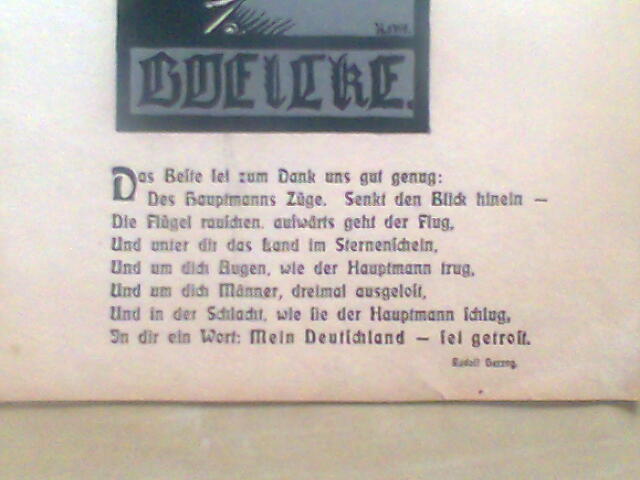 BOELCKE.
Das Beste sei zum Dank uns gut genug:
Des Hauptmanns Züge. Senkt den Blick hinein —
Die Flügel rauschen, aufwärts geht der Flug,
Und unter dir das Land im Sternenschein,
Und um dich Augen, wie der Hauptmann trug,
Und um dich Männer, dreimal ausgelost,
Und in der Schlacht, wie sie der Hauptmann schlug,
In dir ein Wort: Mein Deutschland — sei getrost.
Rudolf Herzog.